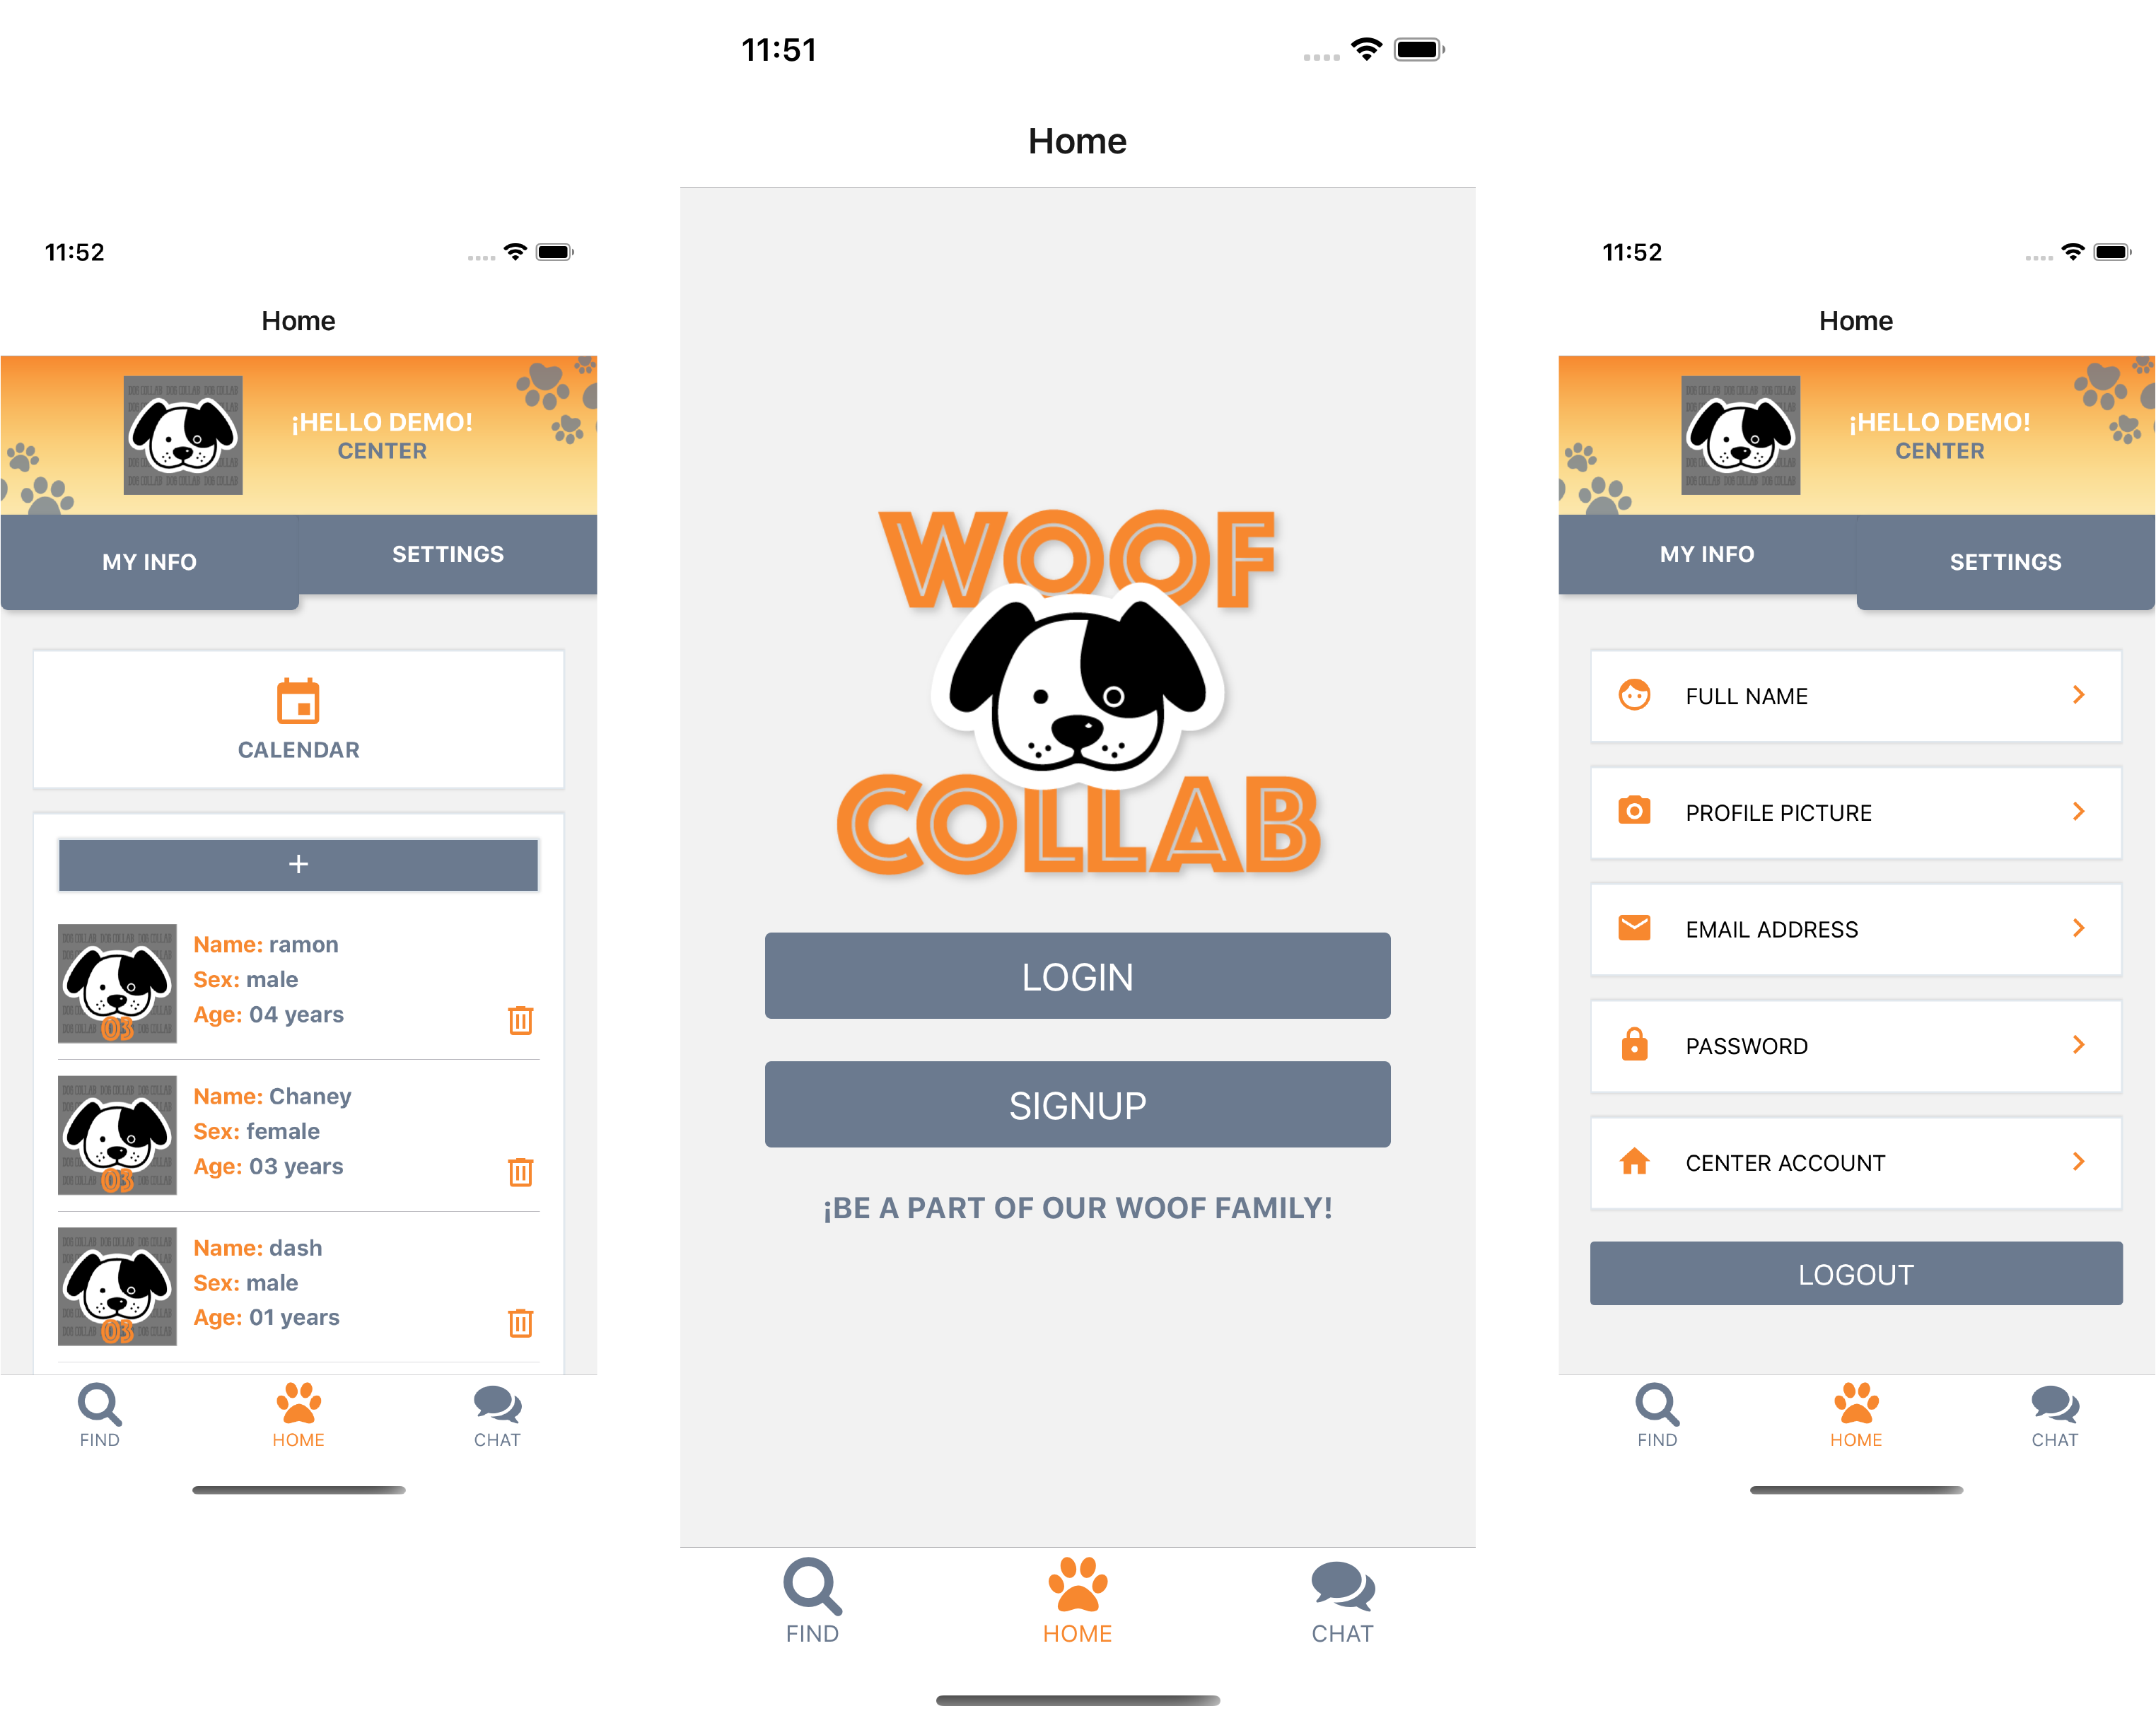 11:52
Home
¡HELLO DEMO!
CENTER
MY INFO
SETTINGS
CALENDAR
+
Name: ramon
Sex: male
Age: 04 years
03
Name: Chaney
Sex: female
Age: 03 years
03
Name: dash
Sex: male
Age: 01 years
03
FIND
HOME
CHAT
11:51
Home
WOOF
COLLAB
LOGIN
SIGNUP
¡BE A PART OF OUR WOOF FAMILY!
FIND
HOME
CHAT
11:52
Home
¡HELLO DEMO!
CENTER
MY INFO
SETTINGS
FULL NAME
PROFILE PICTURE
EMAIL ADDRESS
PASSWORD
CENTER ACCOUNT
LOGOUT
FIND
HOME
CHAT